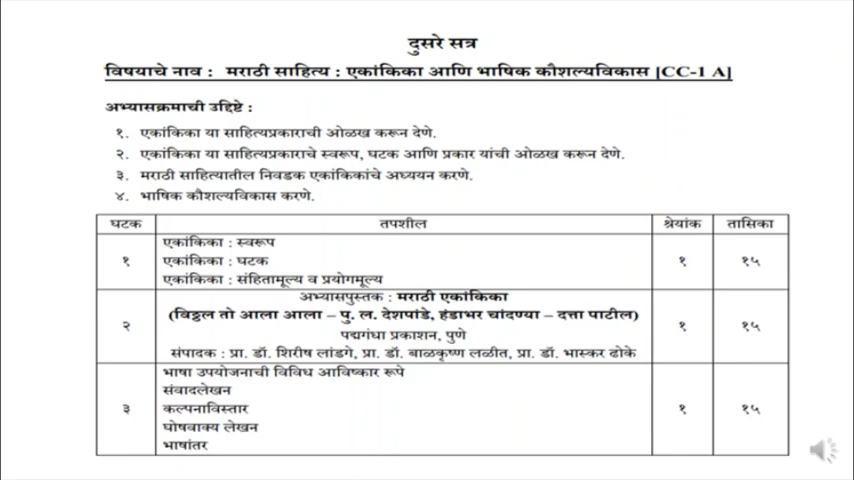 दुसरे सत्र
विषयाचे नाव : मराठी साहित्य : एकांकिका आणि भाषिक कौशल्यविकास [CC-1 A]
अभ्यासक्रमाची उद्दिष्टे :
१. एकांकिका या साहित्यप्रकाराची ओळख करून देणे.
२. एकांकिका या साहित्यप्रकाराचे स्वरूप, घटक आणि प्रकार यांची ओळख करून देणे.
३. मराठी साहित्यातील निवडक एकांकिकांचे अध्ययन करणे.
४. भाषिक कौशल्यविकास करणे.
घटक तपशील श्रेयांक तासिका
एकांकिका : स्वरूप
१ एकांकिका : घटक १ १५
एकांकिका : संहितामूल्य व प्रयोगमूल्य
अभ्यासपुस्तक : मराठी एकांकिका
(विठ्ठल तो आला आला – पु. ल. देशपांडे, हंडाभर चांदण्या – दत्ता पाटील)
२ पद्मगंधा प्रकाशन, पुणे १ १५
संपादक : प्रा. डॉ. शिरीष लांडगे, प्रा. डॉ. बाळकृष्ण लळीत, प्रा. डॉ. भास्कर ढोके
भाषा उपयोजनाची विविध आविष्कार रूपे
संवादलेखन
३ कल्पनाविस्तार १ १५
घोषवाक्य लेखन
भाषांतर